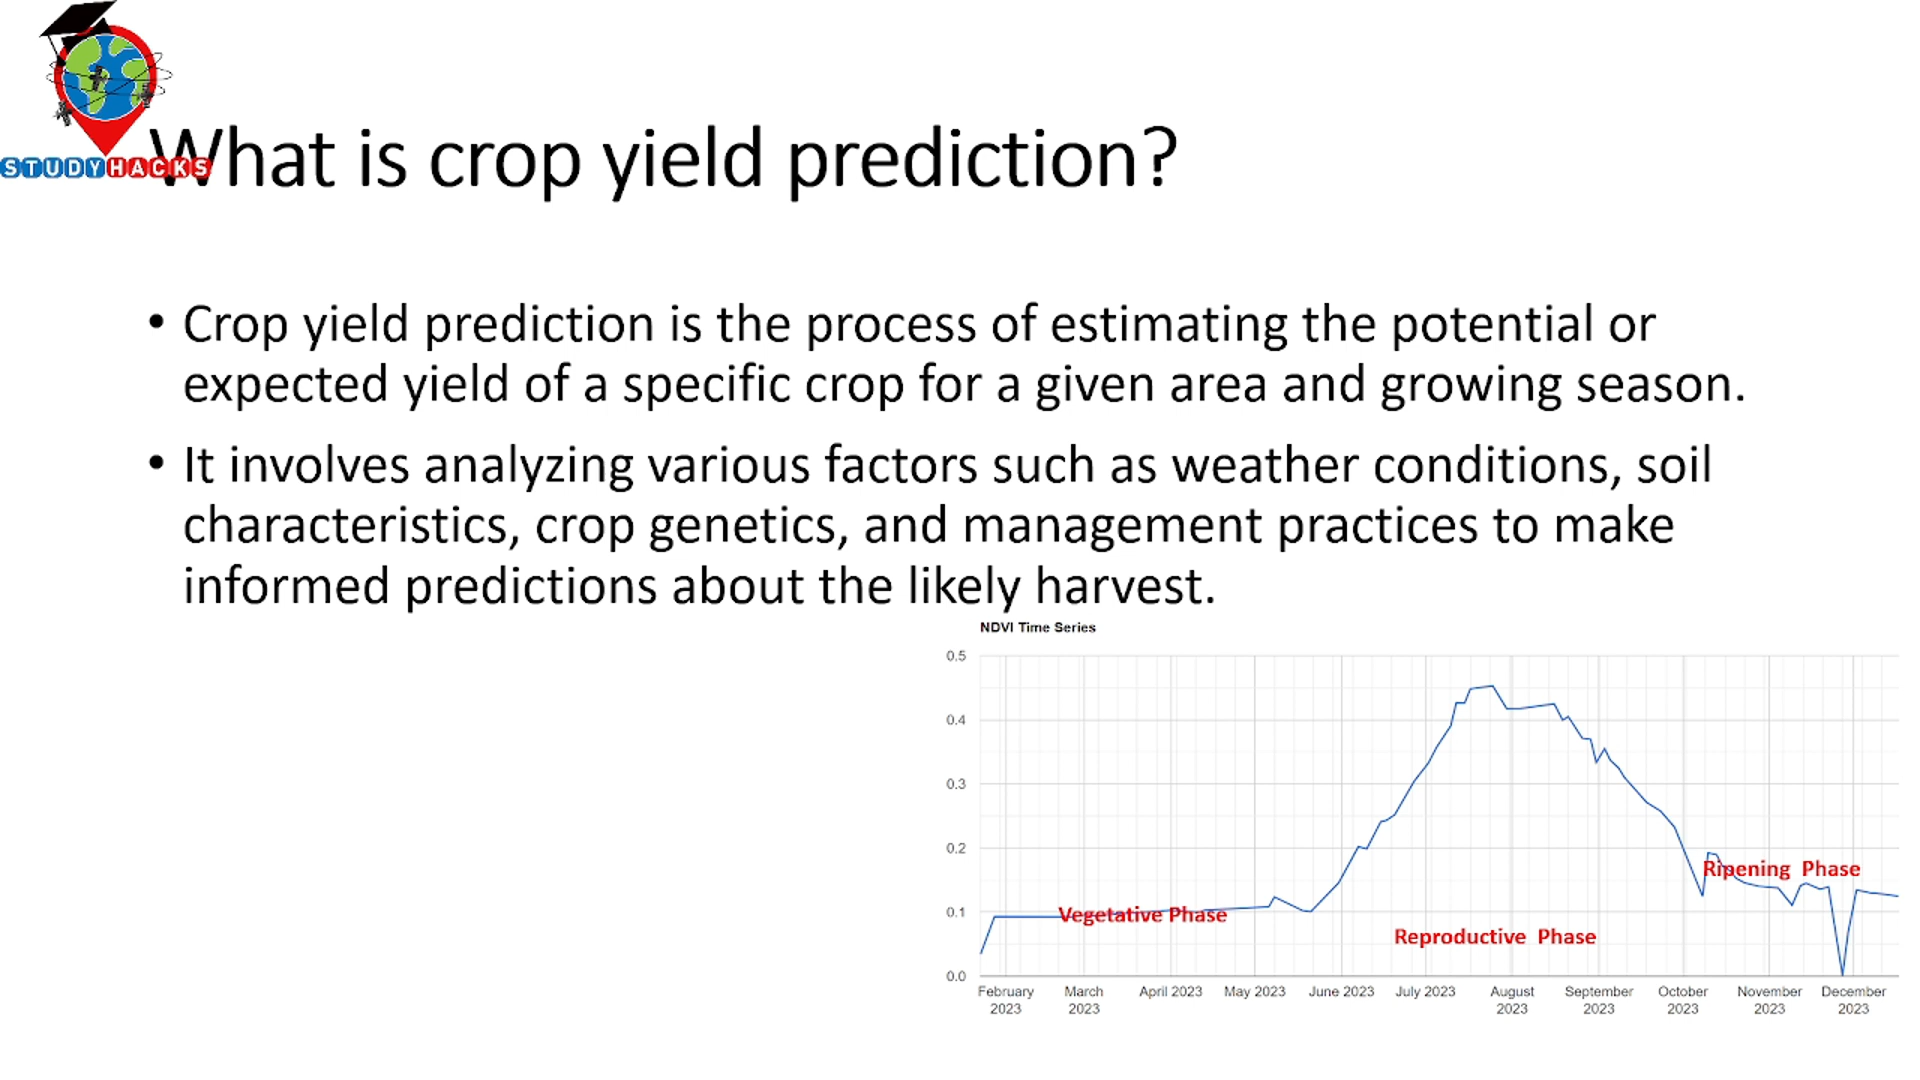 STUDYHACKS
What is crop yield prediction?
• Crop yield prediction is the process of estimating the potential or
expected yield of a specific crop for a given area and growing season.
• It involves analyzing various factors such as weather conditions, soil
characteristics, crop genetics, and management practices to make
informed predictions about the likely harvest.
NDVI Time Series
0.5
0.4
0.3
0.2
0.1
0.0
Ripening Phase
Vegetative Phase
Reproductive Phase
February 2023
March 2023
April 2023
May 2023
June 2023
July 2023
August 2023
September 2023
October 2023
November 2023
December 2023